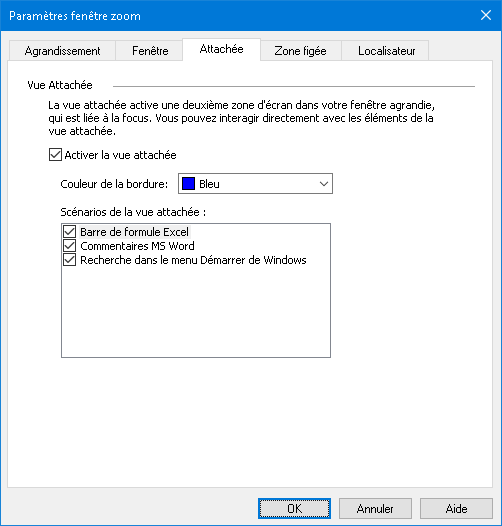 Paramètres fenêtre zoom
Agrandissement
Fenêtre
Attachée
Zone figée
Localisateur
Vue Attachée
La vue attachée active une deuxième zone d'écran dans votre fenêtre agrandie,
qui est liée à la focus. Vous pouvez interagir directement avec les éléments de la
vue attachée.
Activer la vue attachée
Couleur de la bordure:
Bleu
Scénarios de la vue attachée :
Barre de formule Excel
Commentaires MS Word
Recherche dans le menu Démarrer de Windows
OK
Annuler
Aide